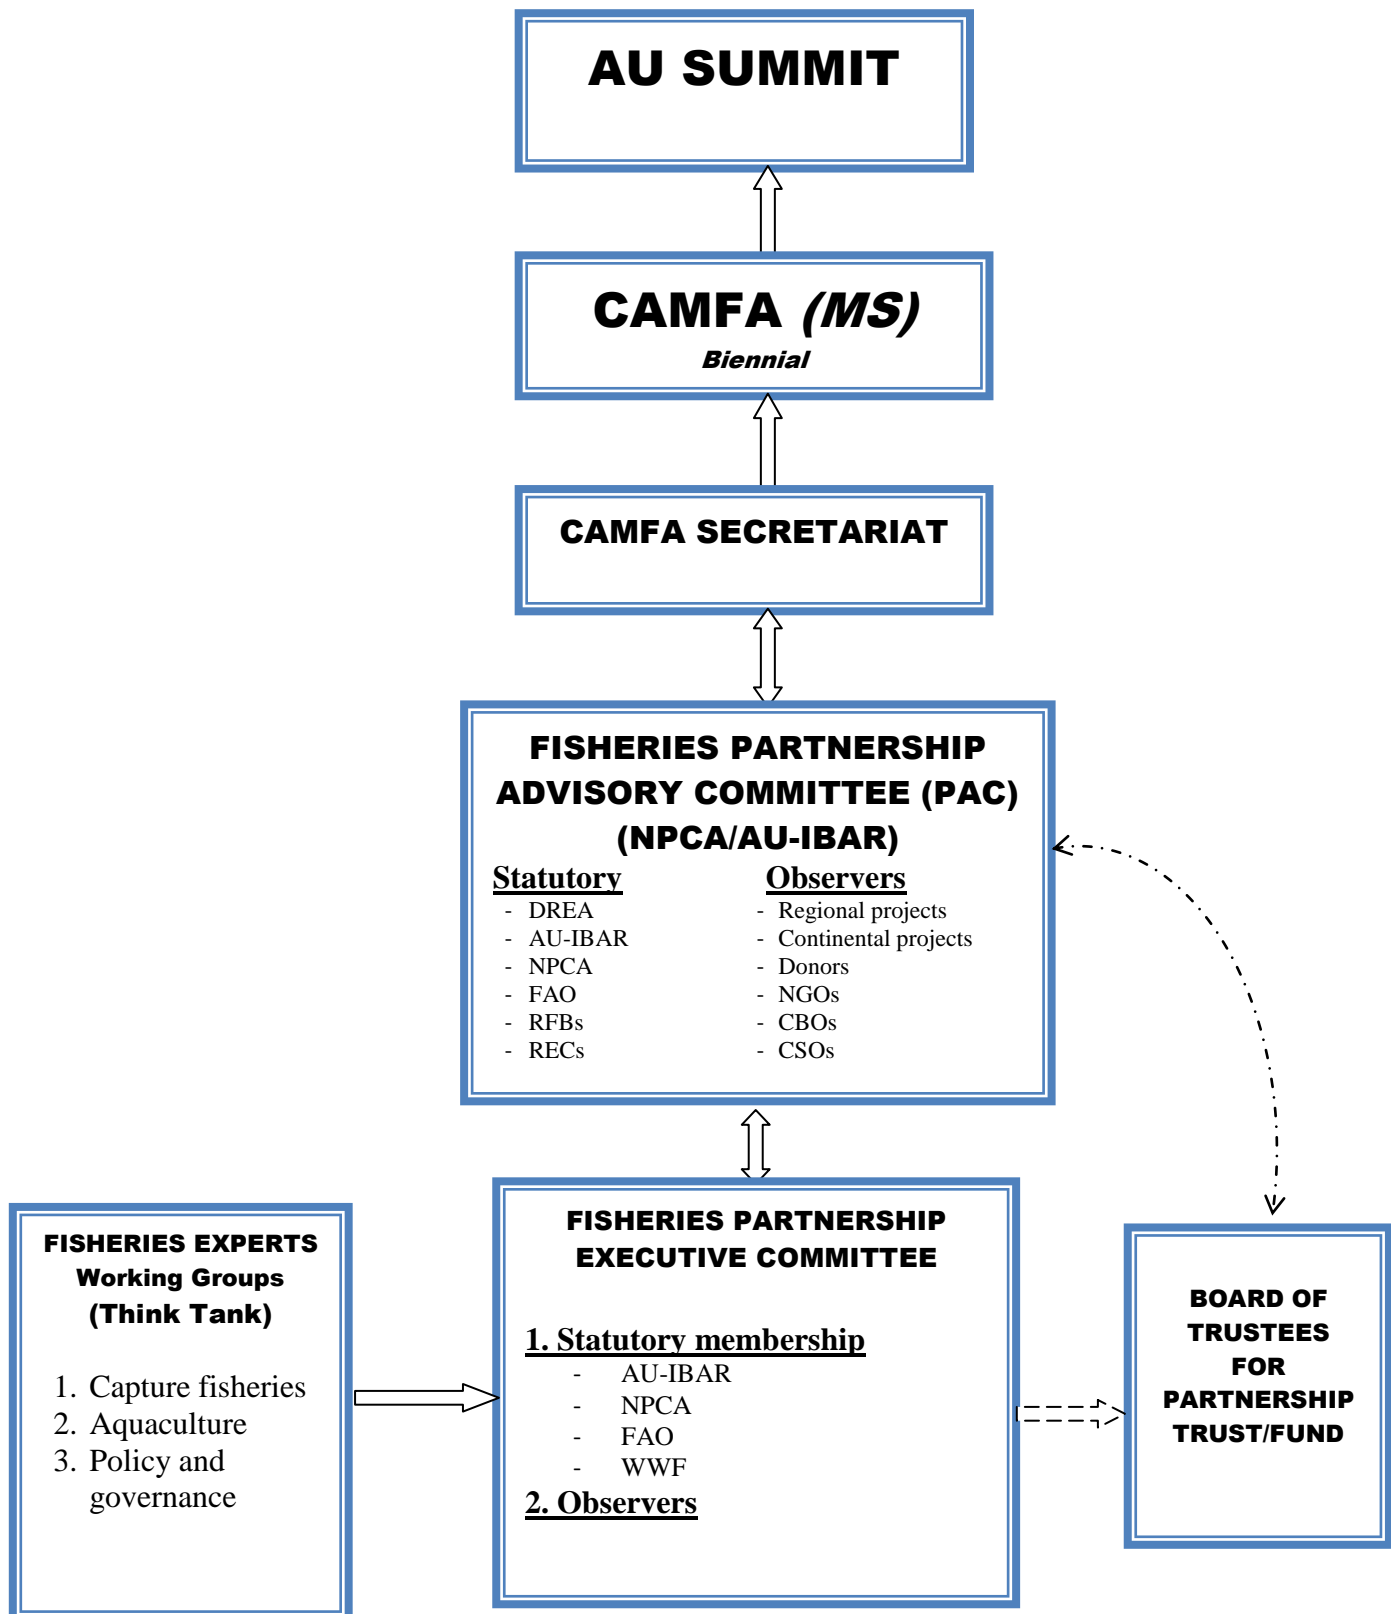 AU SUMMIT
CAMFA (MS)
Biennial
CAMFA SECRETARIAT
FISHERIES PARTNERSHIP
ADVISORY COMMITTEE (PAC)
(NPCA/AU-IBAR)
Statutory
- DREA
- AU-IBAR
- NPCA
- FAO
- RFBs
- RECs
Observers
- Regional projects
- Continental projects
- Donors
- NGOs
- CBOs
- CSOs
FISHERIES EXPERTS
Working Groups
(Think Tank)
1. Capture fisheries
2. Aquaculture
3. Policy and
governance
FISHERIES PARTNERSHIP
EXECUTIVE COMMITTEE
1. Statutory membership
- AU-IBAR
- NPCA
- FAO
- WWF
2. Observers
BOARD OF
TRUSTEES
FOR
PARTNERSHIP
TRUST/FUND